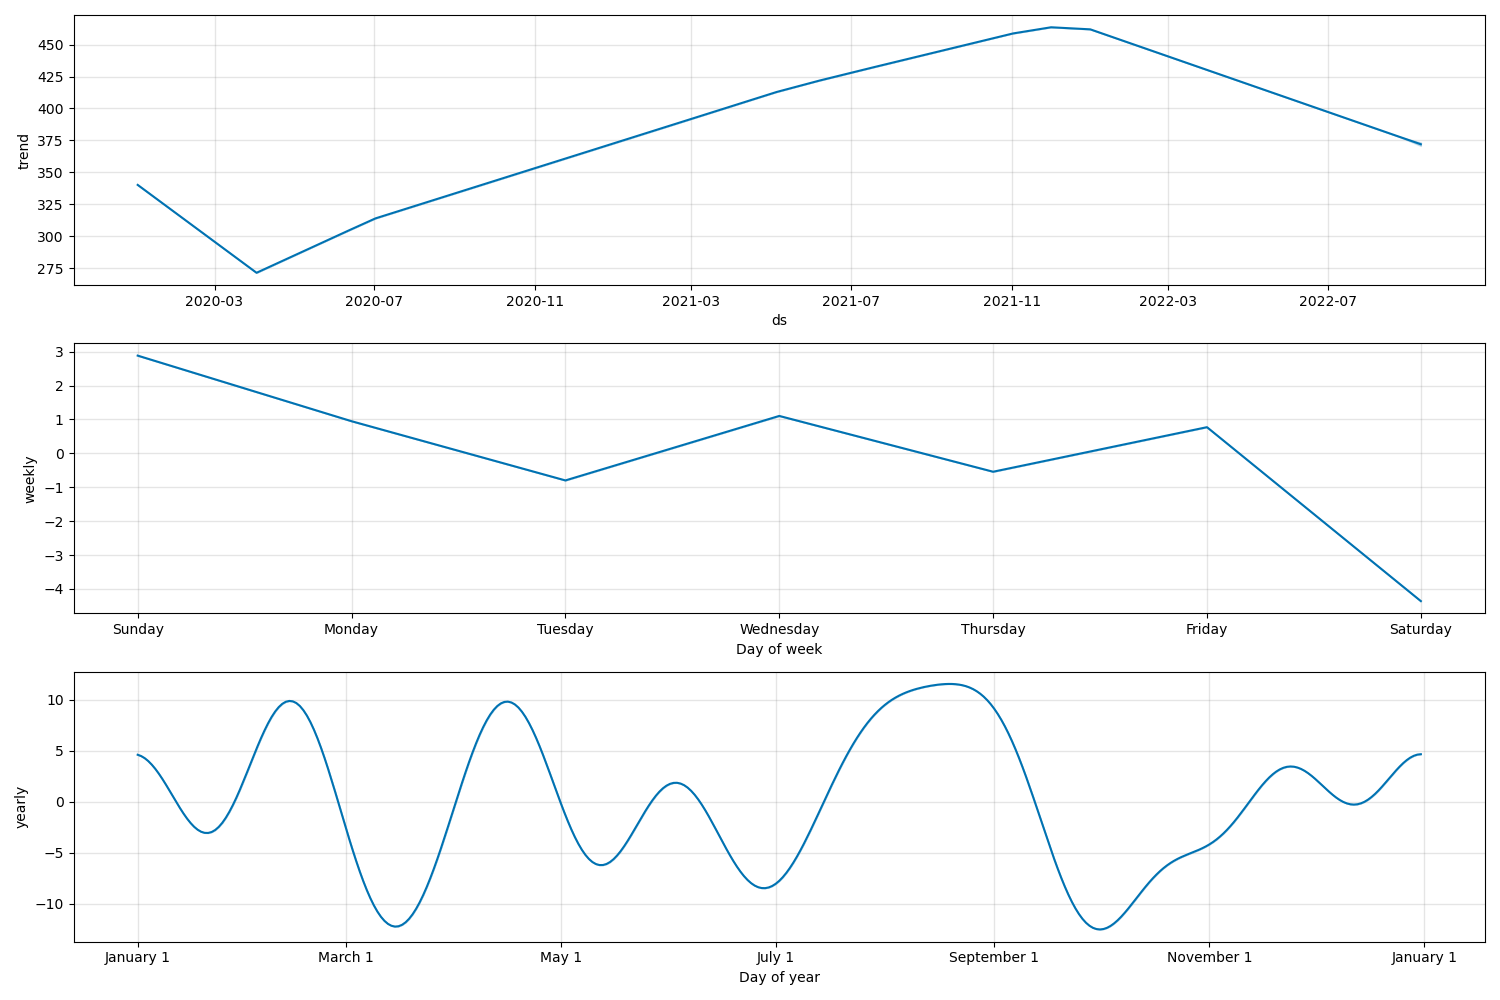 450
425
400
375
350
325
300
275
trend
2020-03 2020-07 2020-11 2021-03 2021-07 2021-11 2022-03 2022-07
ds
3
2
1
0
−1
−2
−3
−4
weekly
Sunday Monday Tuesday Wednesday Thursday Friday Saturday
Day of week
10
5
0
−5
−10
yearly
January 1 March 1 May 1 July 1 September 1 November 1 January 1
Day of year